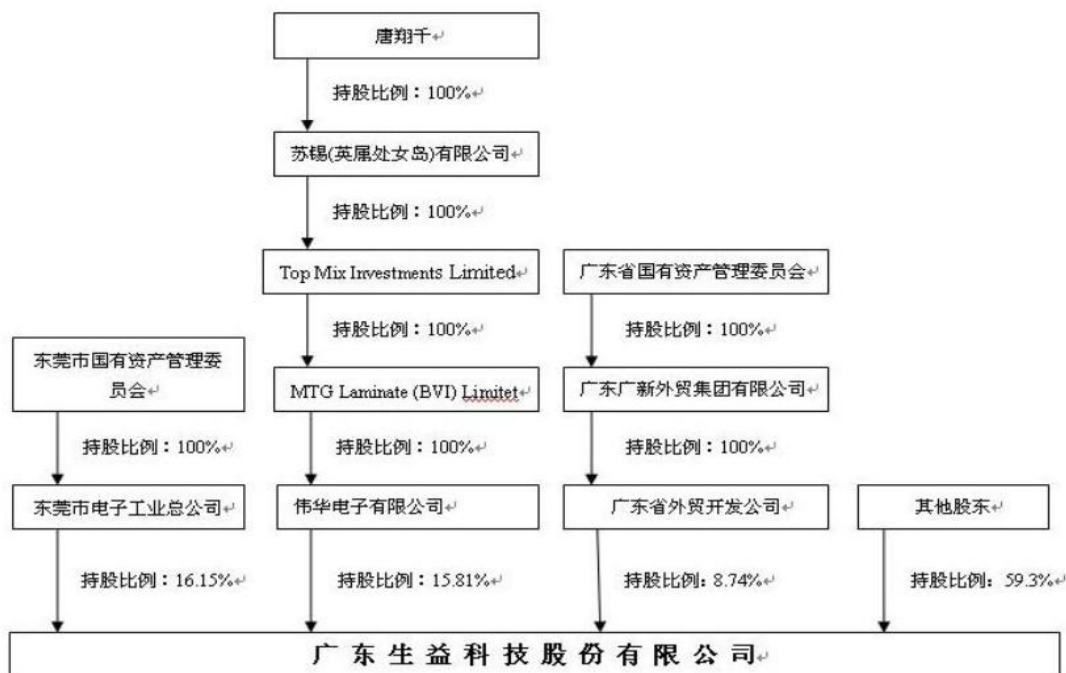 唐翔千
持股比例：100%
苏锡(英属处女岛)有限公司
持股比例：100%
Top Mix Investments Limited
广东省国有资产管理委员会
持股比例：100%
持股比例：100%
东莞市国有资产管理委
员会
MTG Laminate (BVI) Limitet
广东广新外贸集团有限公司
持股比例：100%
持股比例：100%
持股比例：100%
东莞市电子工业总公司
伟华电子有限公司
广东省外贸开发公司
其他股东
持股比例：16.15%
持股比例：15.81%
持股比例：8.74%
持股比例：59.3%
广东生益科技股份有限公司